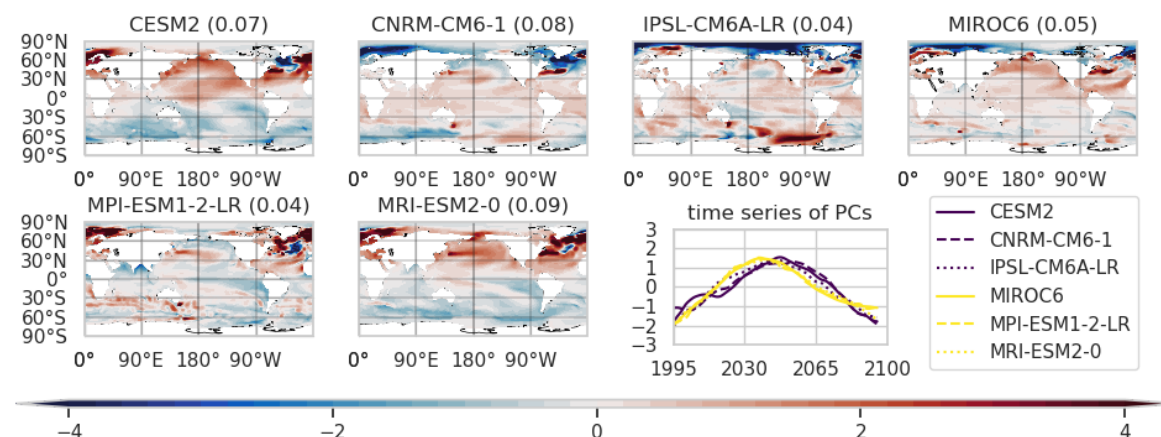 CESM2 (0.07) CNRM-CM6-1 (0.08) IPSL-CM6A-LR (0.04) MIROC6 (0.05)
90°N
60°N
30°N
0°
30°S
60°S
90°S
0° 90°E 180° 90°W 0° 90°E 180° 90°W 0° 90°E 180° 90°W 0° 90°E 180° 90°W
MPI-ESM1-2-LR (0.04) MRI-ESM2-0 (0.09) time series of PCs
90°N
60°N
30°N
0°
30°S
60°S
90°S
0° 90°E 180° 90°W 0° 90°E 180° 90°W
3
2
1
0
−1
−2
−3
1995 2030 2065 2100
CESM2
CNRM-CM6-1
IPSL-CM6A-LR
MIROC6
MPI-ESM1-2-LR
MRI-ESM2-0
−4 −2 0 2 4